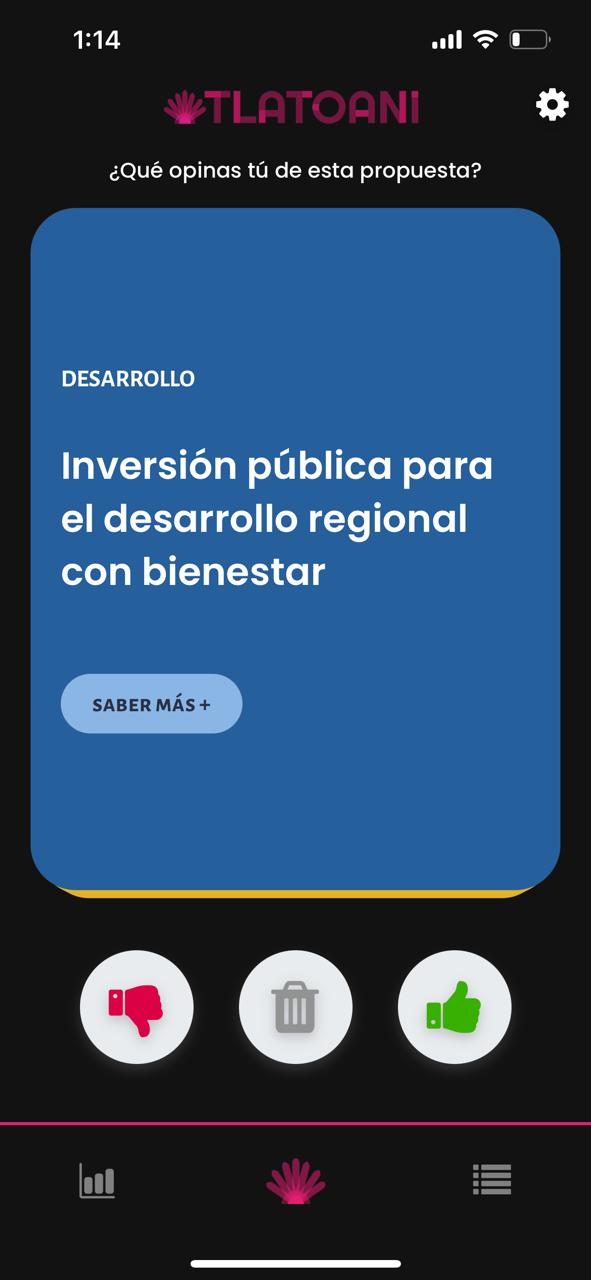 1:14
TLATOANI
¿Qué opinas tú de esta propuesta?
DESARROLLO
Inversión pública para
el desarrollo regional
con bienestar
SABER MÁS +